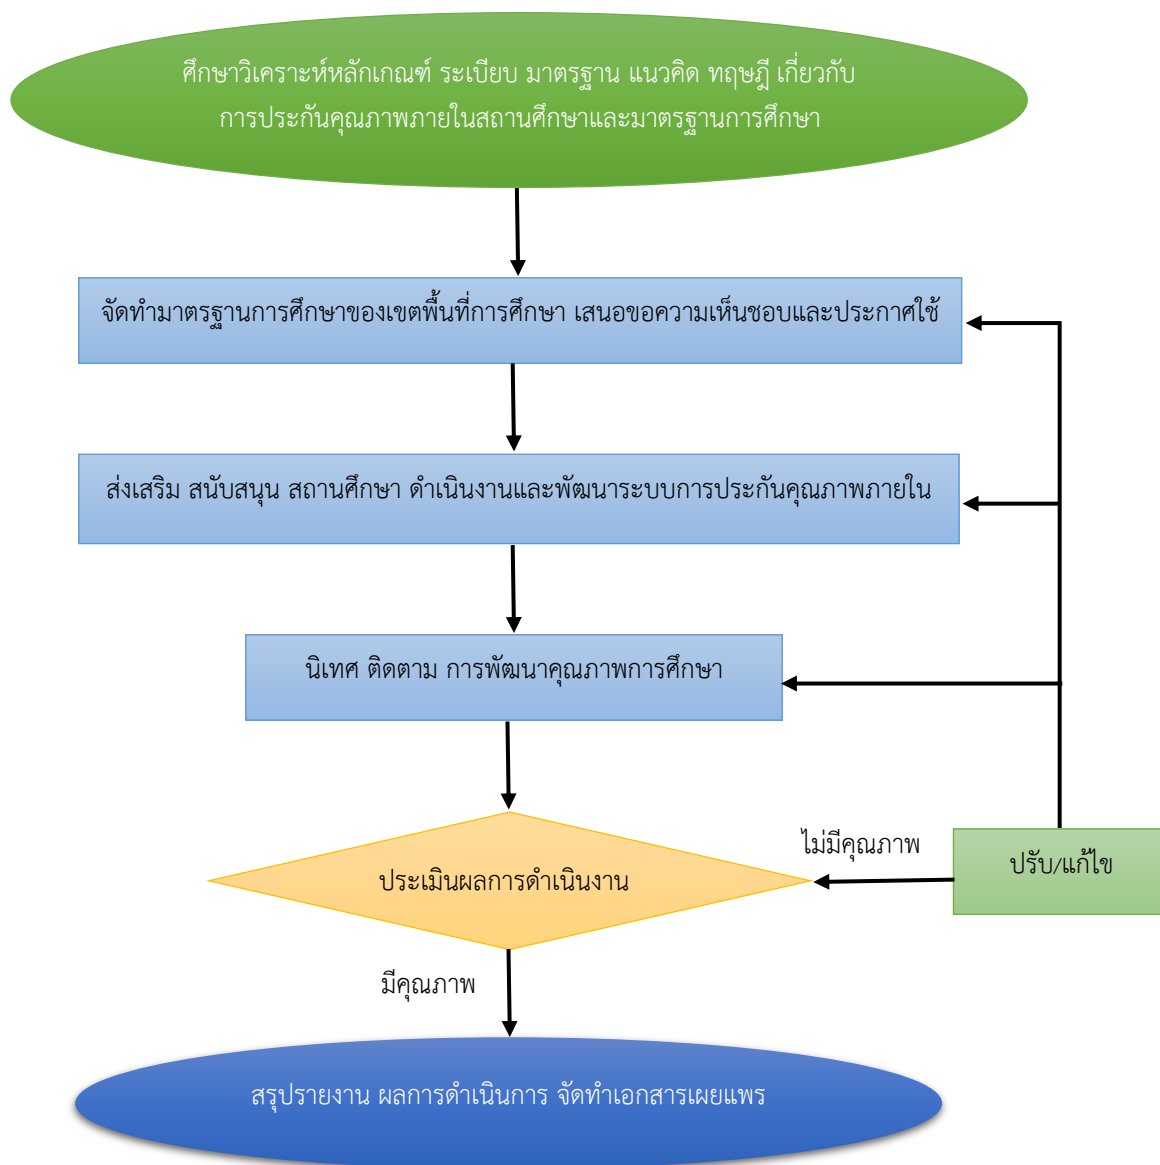 ศึกษาวิเคราะห์หลักเกณฑ์ ระเบียบ มาตรฐาน แนวคิด ทฤษฎี เกี่ยวกับ
การประกันคุณภาพภายในสถานศึกษาและมาตรฐานการศึกษา
จัดทำมาตรฐานการศึกษาของเขตพื้นที่การศึกษา เสนอขอความเห็นชอบและประกาศใช้
ส่งเสริม สนับสนุน สถานศึกษา ดำเนินงานและพัฒนาระบบการประกันคุณภาพภายใน
นิเทศ ติดตาม การพัฒนาคุณภาพการศึกษา
ไม่มีคุณภาพ
ปรับ/แก้ไข
ประเมินผลการดำเนินงาน
มีคุณภาพ
สรุปรายงาน ผลการดำเนินการ จัดทำเอกสารเผยแพร